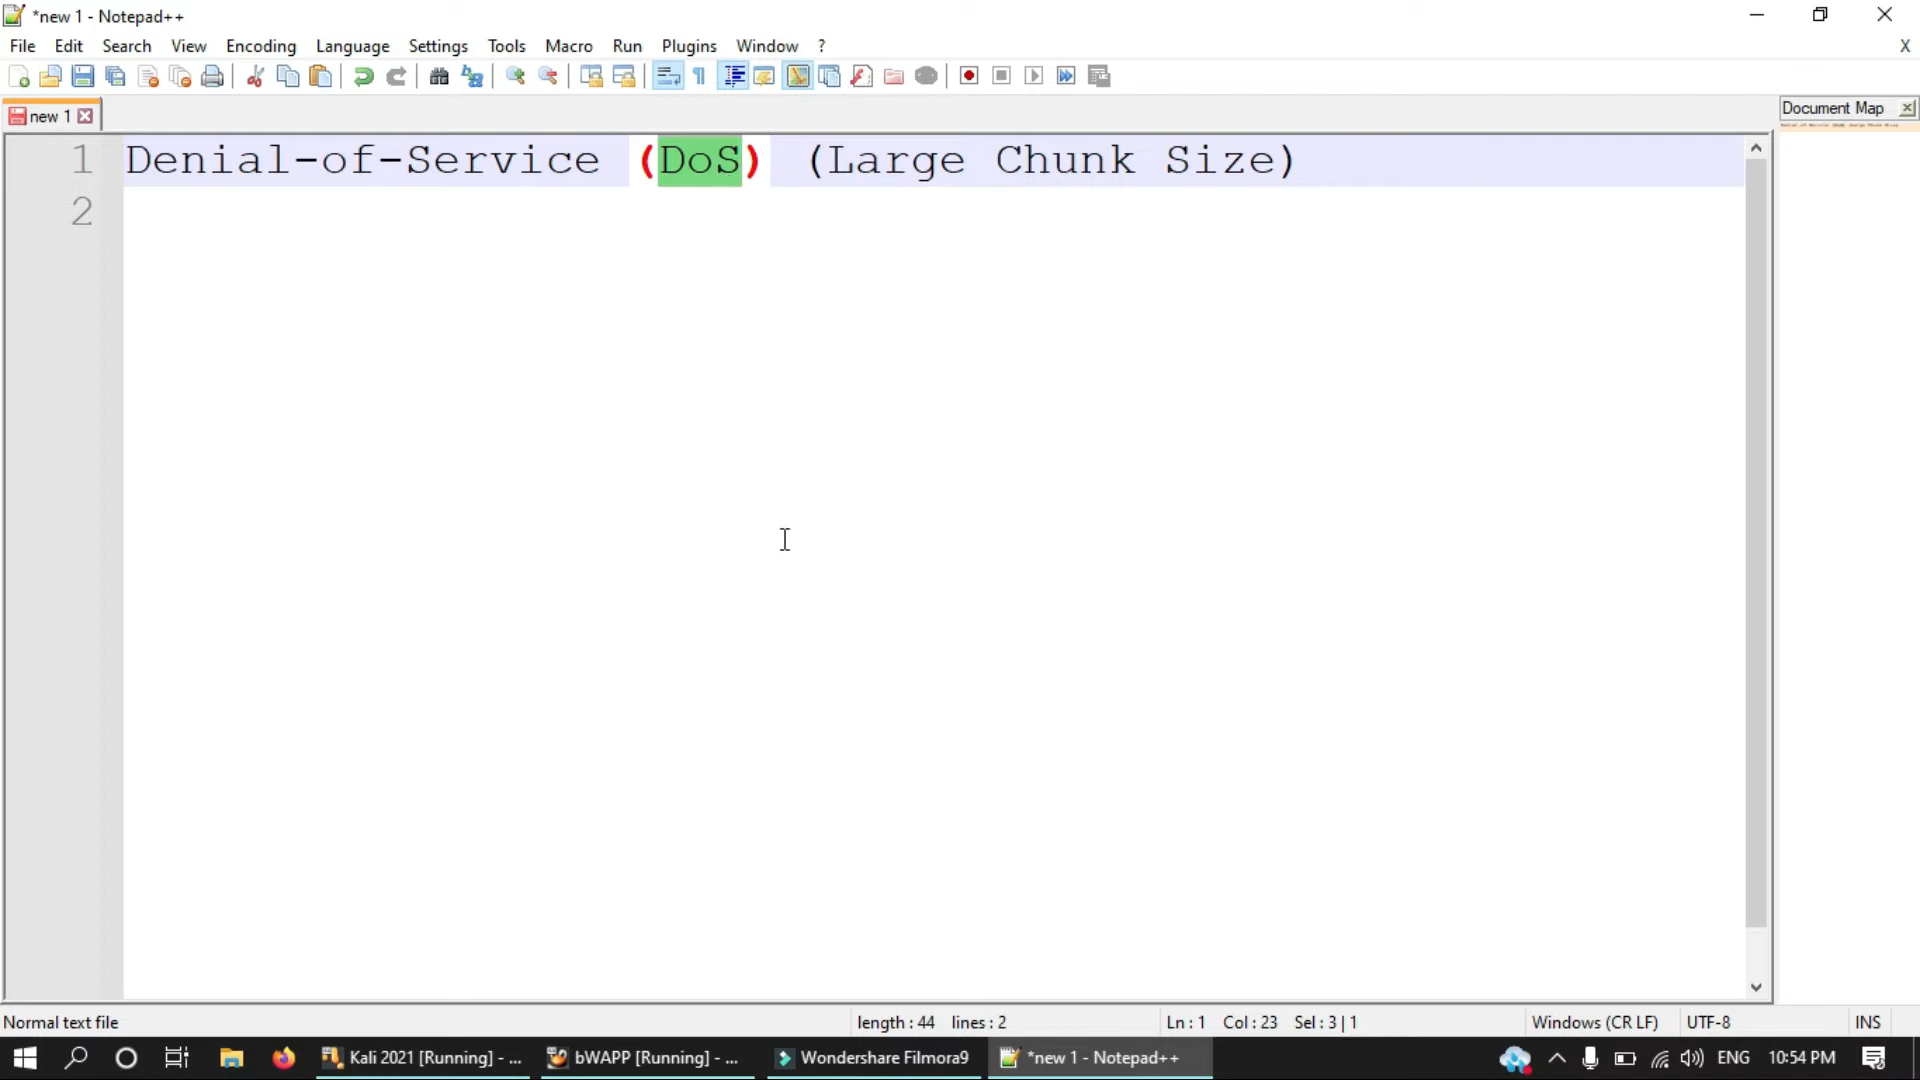 *new 1 - Notepad++
File Edit Search View Encoding Language Settings Tools Macro Run Plugins Window ? X
new 1
Document Map
1 Denial-of-Service (DoS)  (Large Chunk Size)
2
Normal text file length : 44 lines : 2 Ln : 1 Col : 23 Sel : 3 | 1 Windows (CR LF) UTF-8 INS
Kali 2021 [Running] - ... bWAPP [Running] - ... Wondershare Filmora9 *new 1 - Notepad++ ENG 10:54 PM